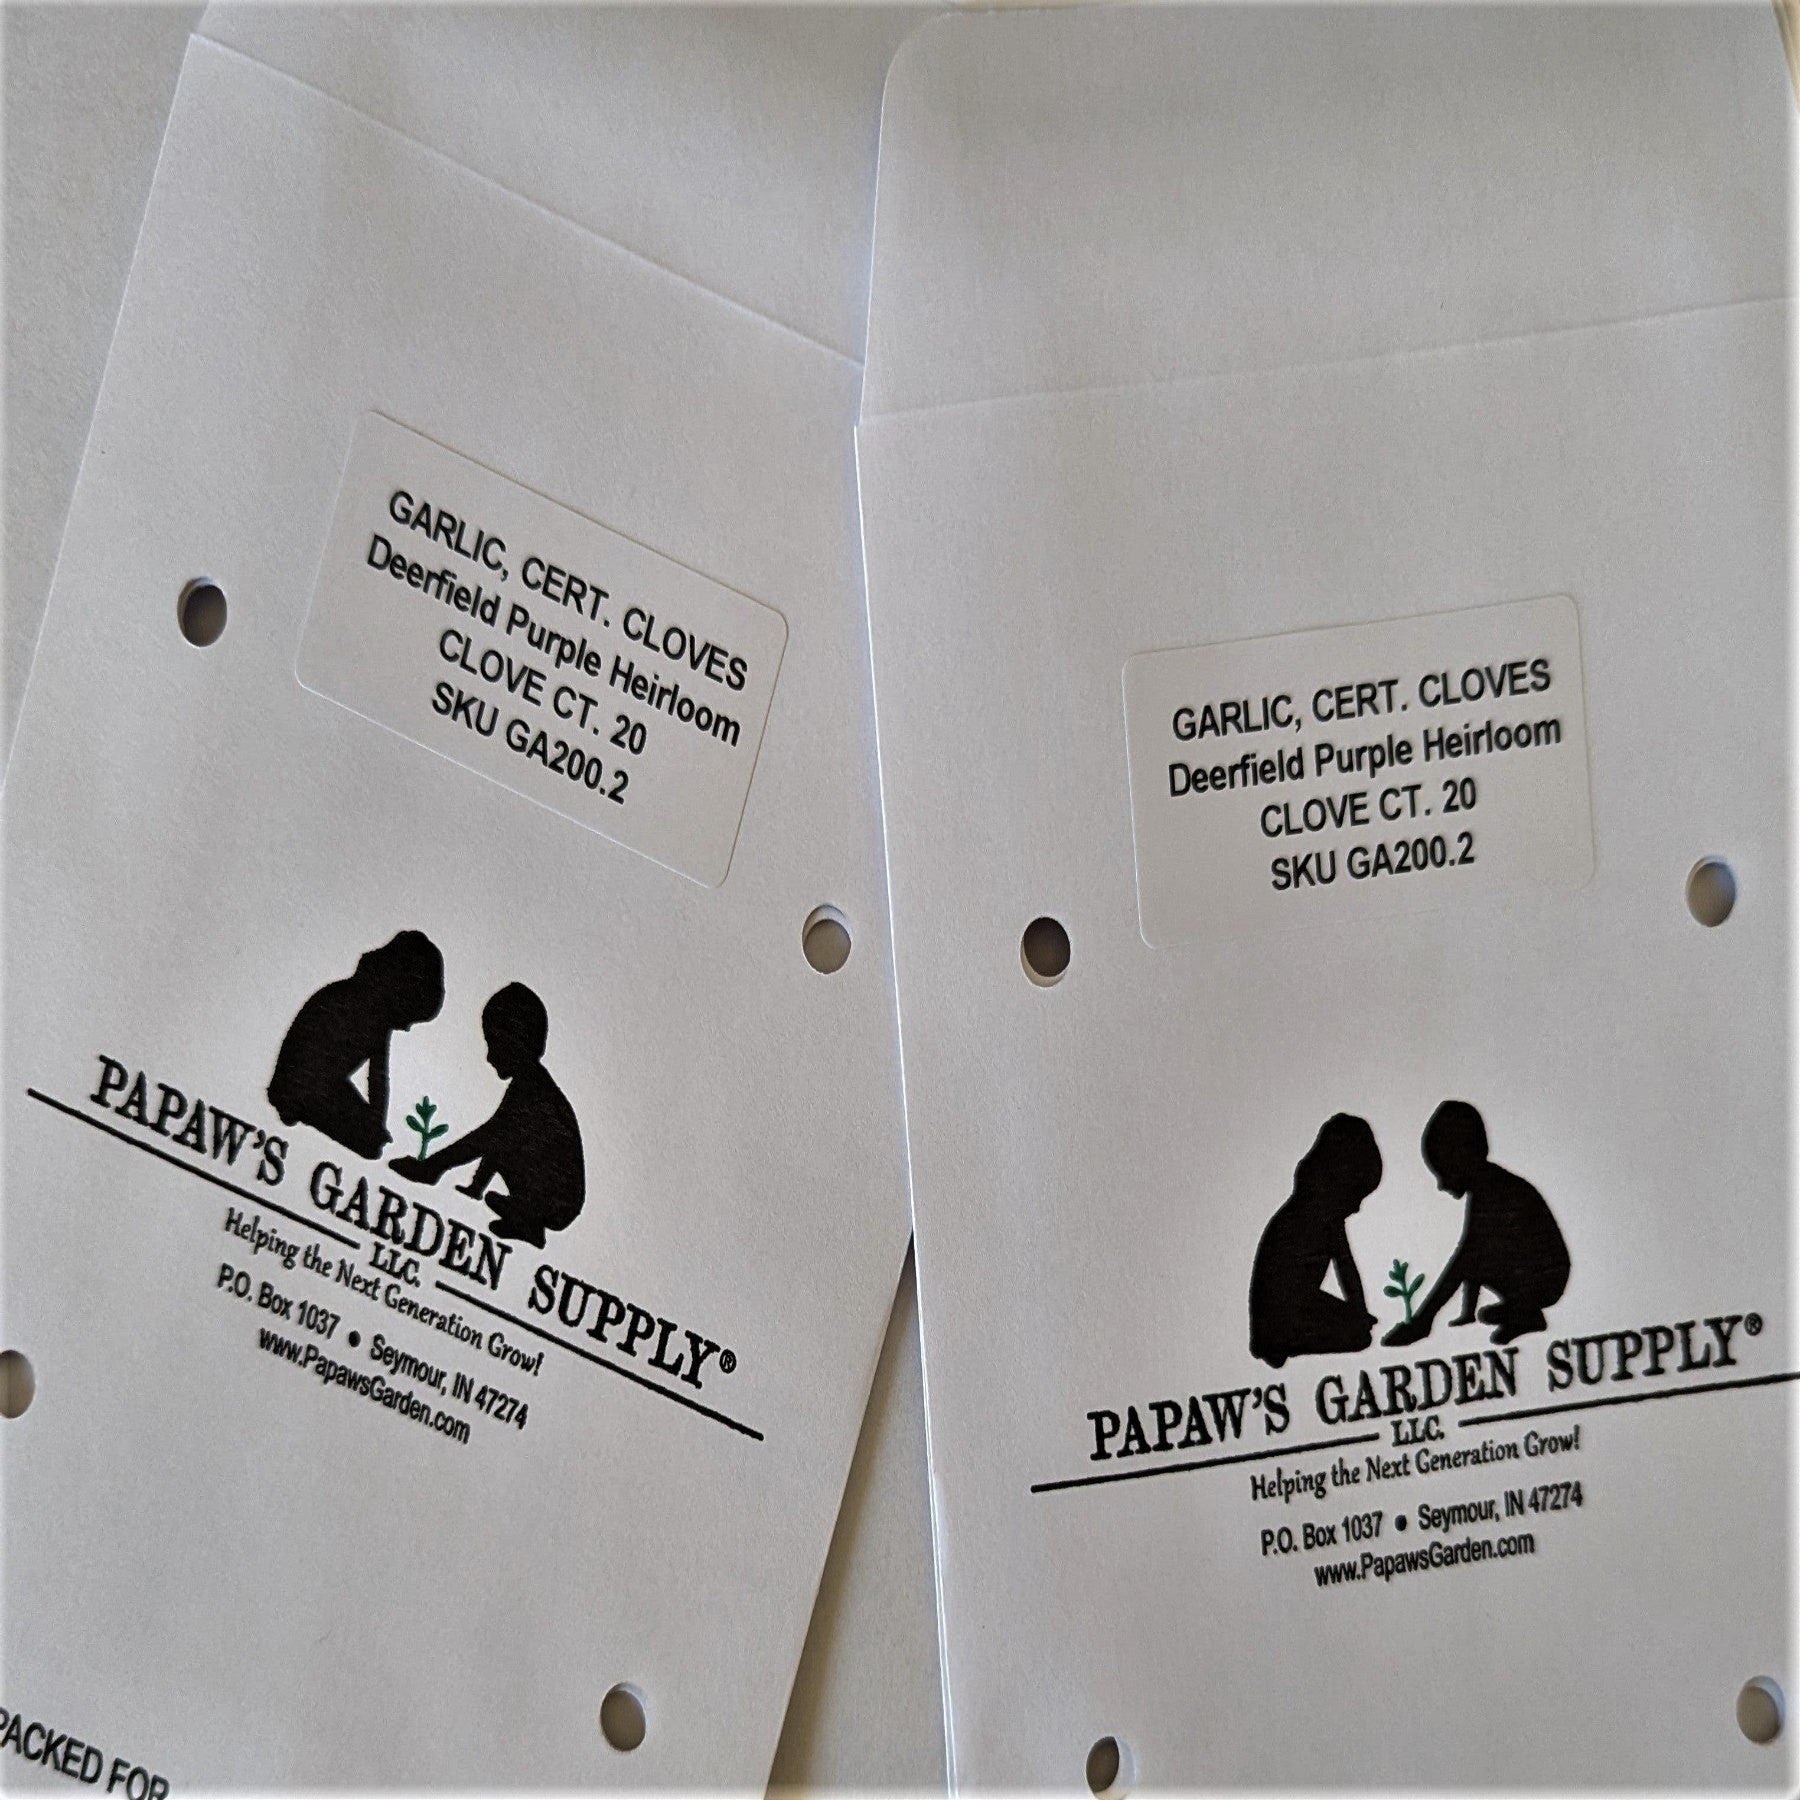 GARLIC, CERT. CLOVES
Deerfield Purple Heirloom
CLOVE CT. 20
SKU GA200.2
PAPAW'S GARDEN SUPPLY®
LLC.
Helping the Next Generation Grow!
P.O. Box 1037 • Seymour, IN 47274
www.PapawsGarden.com
PACKED FOR
GARLIC, CERT. CLOVES
Deerfield Purple Heirloom
CLOVE CT. 20
SKU GA200.2
PAPAW'S GARDEN SUPPLY®
LLC.
Helping the Next Generation Grow!
P.O. Box 1037 • Seymour, IN 47274
www.PapawsGarden.com